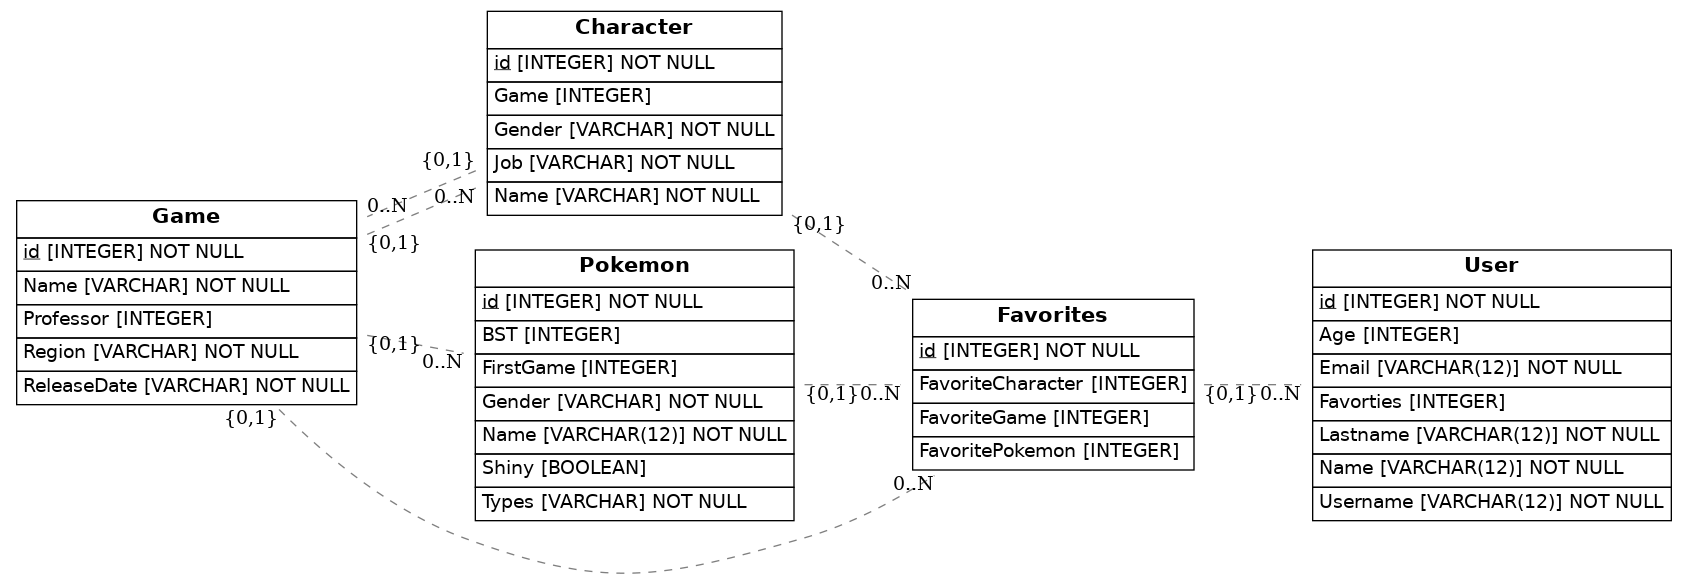 Character
id [INTEGER] NOT NULL
Game [INTEGER]
Gender [VARCHAR] NOT NULL
Job [VARCHAR] NOT NULL
Name [VARCHAR] NOT NULL
{0,1}
0..N
0..N
{0,1}
Game
id [INTEGER] NOT NULL
Name [VARCHAR] NOT NULL
Professor [INTEGER]
Region [VARCHAR] NOT NULL
ReleaseDate [VARCHAR] NOT NULL
{0,1}
0..N
{0,1}
Pokemon
id [INTEGER] NOT NULL
BST [INTEGER]
FirstGame [INTEGER]
Gender [VARCHAR] NOT NULL
Name [VARCHAR(12)] NOT NULL
Shiny [BOOLEAN]
Types [VARCHAR] NOT NULL
{0,1}
0..N
{0,1}
0..N
Favorites
id [INTEGER] NOT NULL
FavoriteCharacter [INTEGER]
FavoriteGame [INTEGER]
FavoritePokemon [INTEGER]
0..N
{0,1}
0..N
User
id [INTEGER] NOT NULL
Age [INTEGER]
Email [VARCHAR(12)] NOT NULL
Favorties [INTEGER]
Lastname [VARCHAR(12)] NOT NULL
Name [VARCHAR(12)] NOT NULL
Username [VARCHAR(12)] NOT NULL